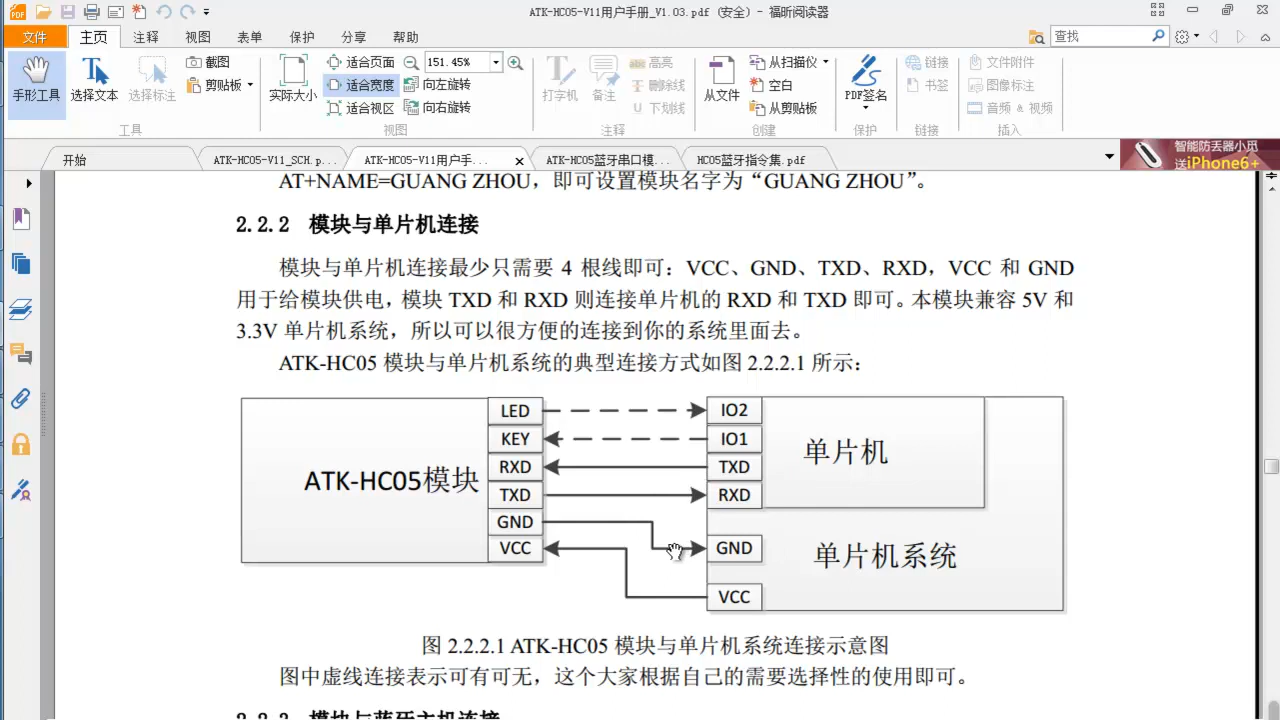 ATK-HC05-V11用户手册_V1.03.pdf (安全) - 福昕阅读器
文件 主页 注释 视图 表单 保护 分享 帮助 查找
手形工具 选择文本 选择标注 截图 剪贴板 工具
实际大小 适合页面 适合宽度 适合视区 151.45% 向左旋转 向右旋转 视图
打字机 备注 高亮 删除线 下划线 注释
从文件 从扫描仪 空白 从剪贴板 创建
PDF签名 保护
链接 书签 链接
文件附件 图像标注 音频 & 视频 插入
开始 ATK-HC05-V11_SCH.p... ATK-HC05-V11用户手... ATK-HC05蓝牙串口模... HC05蓝牙指令集.pdf
智能防丢器小觅
送iPhone6+
AT+NAME=GUANG ZHOU，即可设置模块名字为“GUANG ZHOU”。
2.2.2 模块与单片机连接
模块与单片机连接最少只需要 4 根线即可：VCC、GND、TXD、RXD，VCC 和 GND
用于给模块供电，模块 TXD 和 RXD 则连接单片机的 RXD 和 TXD 即可。本模块兼容 5V 和
3.3V 单片机系统，所以可以很方便的连接到你的系统里面去。
ATK-HC05 模块与单片机系统的典型连接方式如图 2.2.2.1 所示：
LED IO2
KEY IO1
单片机
RXD TXD
ATK-HC05模块
TXD RXD
GND
VCC GND
单片机系统
VCC
图 2.2.2.1 ATK-HC05 模块与单片机系统连接示意图
图中虚线连接表示可有可无，这个大家根据自己的需要选择性的使用即可。
2.2.3 模块与蓝牙主机连接